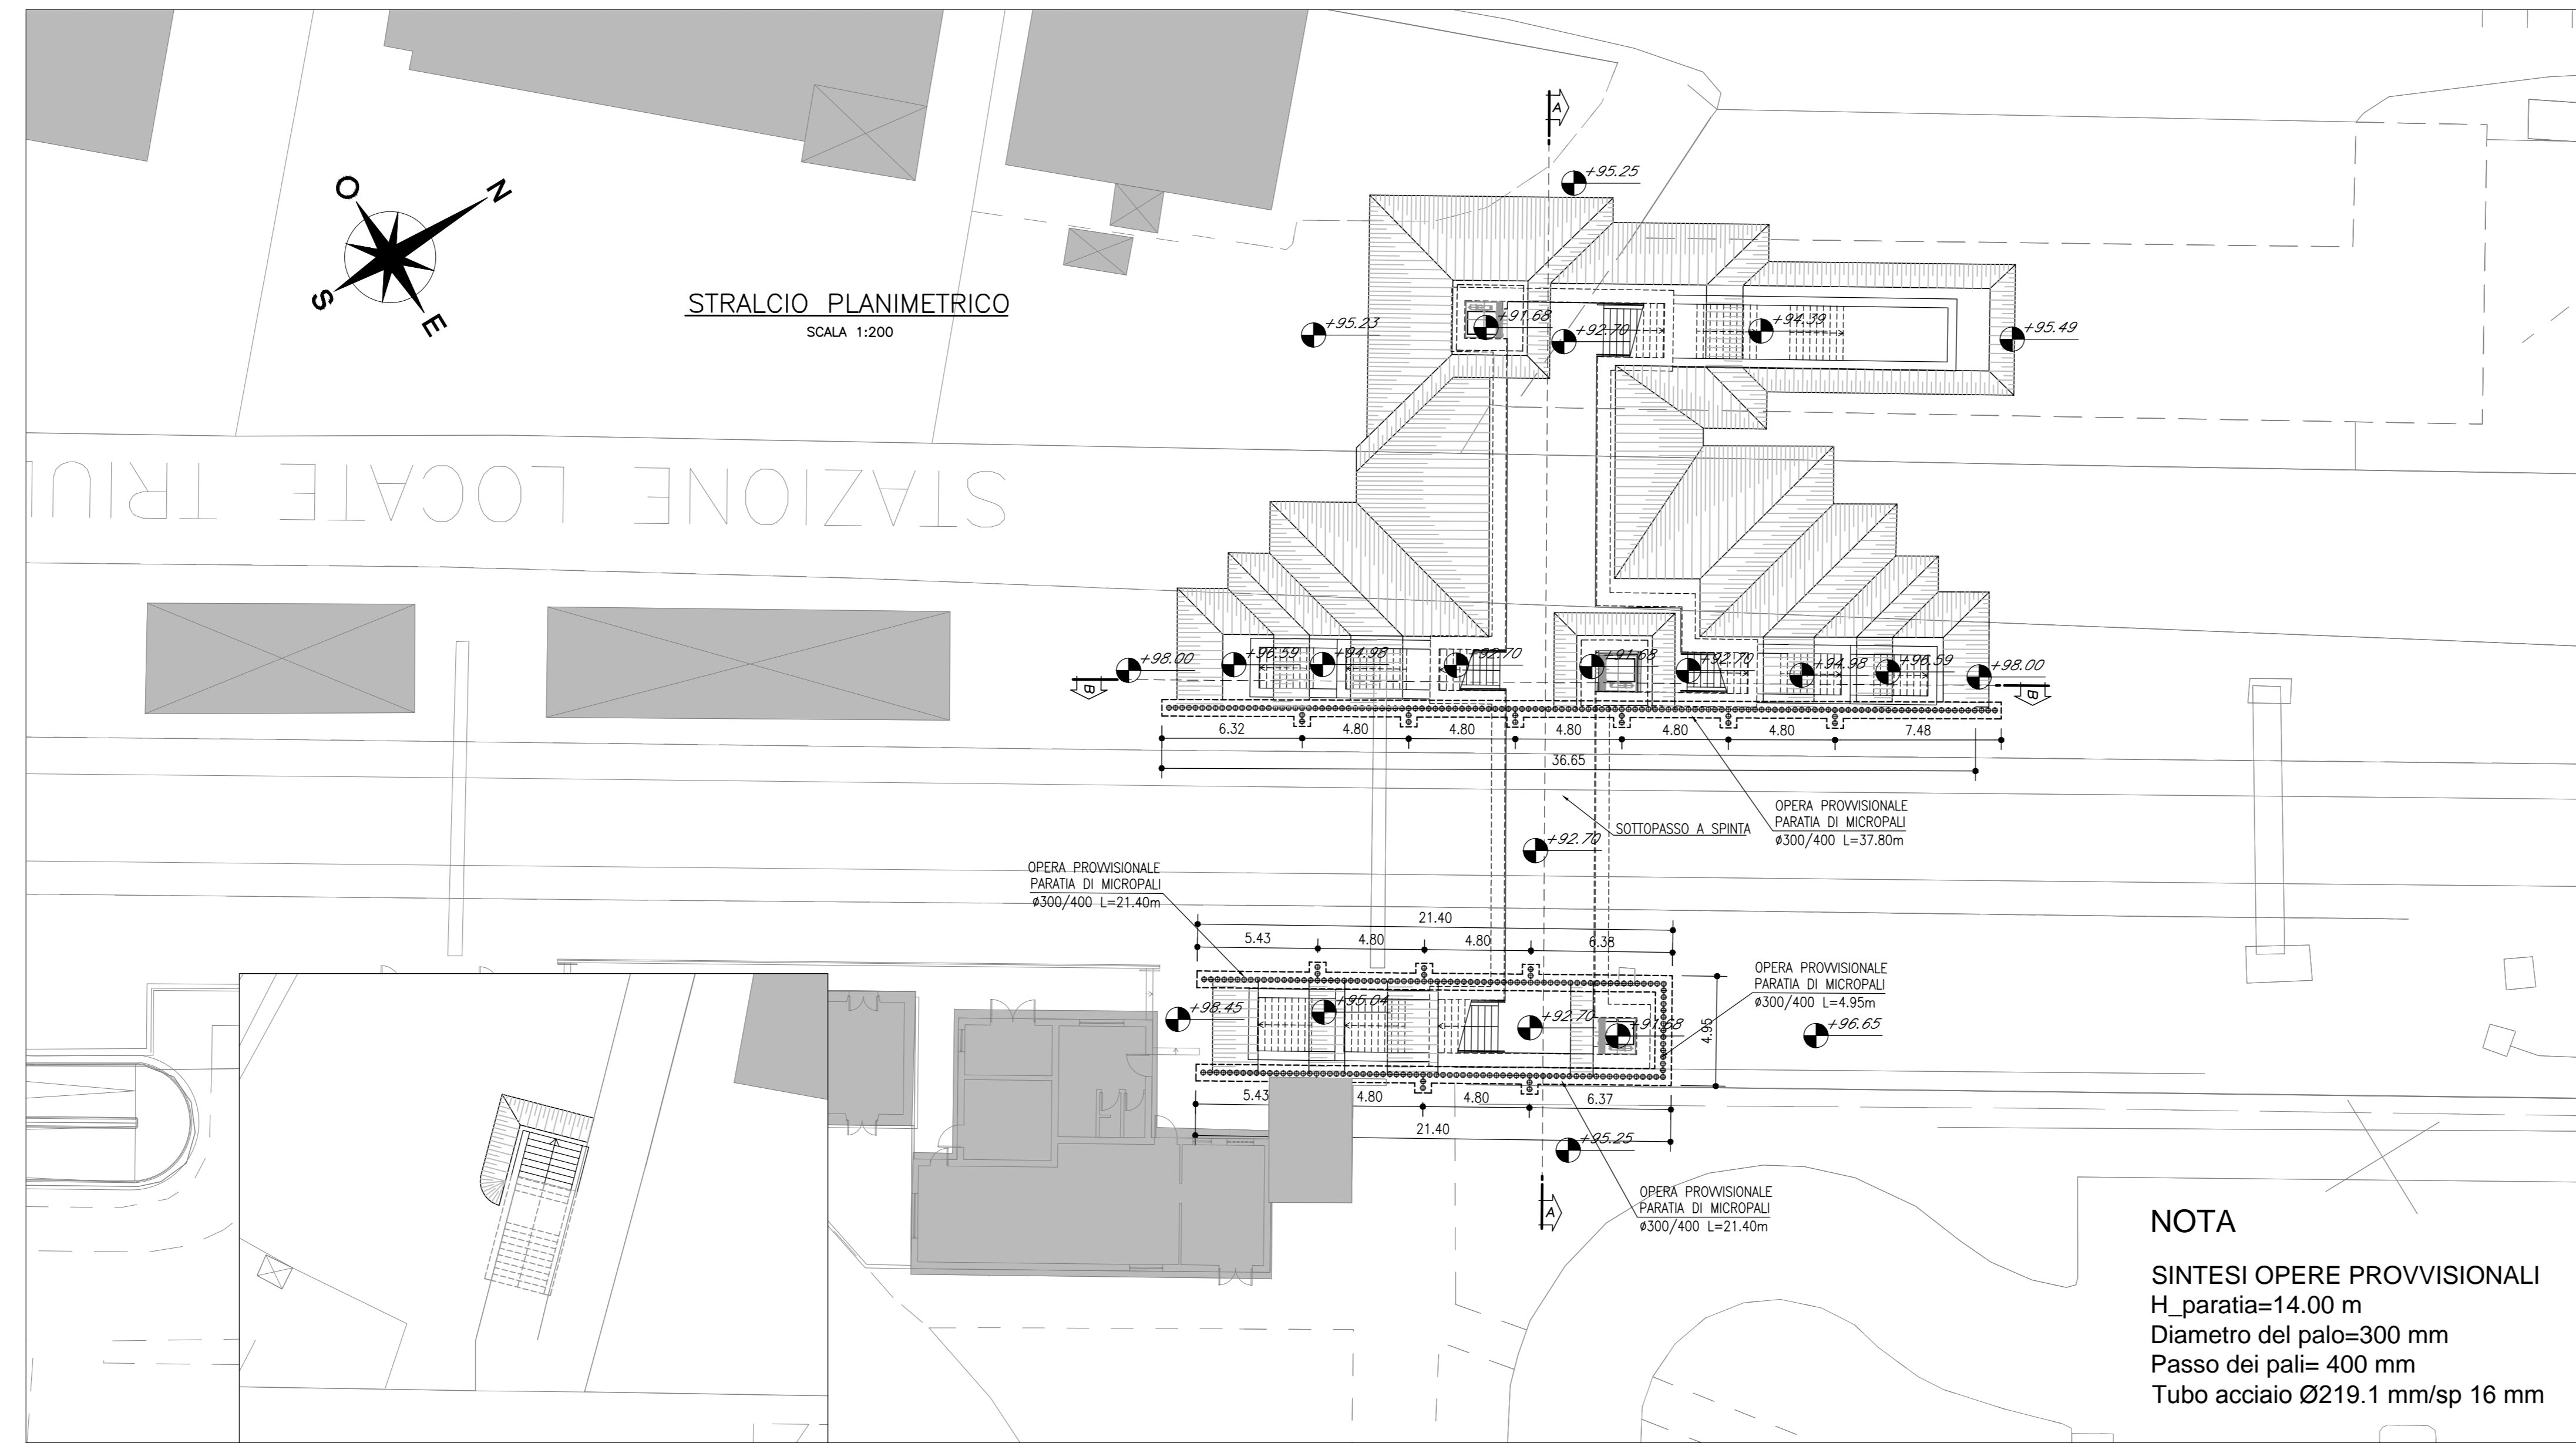 A
+95.25
O
N
S
E
STRALCIO PLANIMETRICO
SCALA 1:200
+95.23
+91.68
+92.70
+94.39
+95.49
STAZIONE LOCATE TRIUL
+98.00
+96.59
+94.98
+92.70
+91.68
+92.70
+94.98
+96.59
+98.00
B
B
6.32
4.80
4.80
4.80
4.80
4.80
7.48
36.65
OPERA PROVVISIONALE
PARATIA DI MICROPALI
ø300/400 L=37.80m
SOTTOPASSO A SPINTA
+92.70
OPERA PROVVISIONALE
PARATIA DI MICROPALI
ø300/400 L=21.40m
21.40
5.43
4.80
4.80
6.38
OPERA PROVVISIONALE
PARATIA DI MICROPALI
ø300/400 L=4.95m
+98.45
+95.04
+92.70
+91.68
4.95
+96.65
5.43
4.80
4.80
6.37
21.40
+95.25
OPERA PROVVISIONALE
PARATIA DI MICROPALI
ø300/400 L=21.40m
A
NOTA
SINTESI OPERE PROVVISIONALI
H_paratia=14.00 m
Diametro del palo=300 mm
Passo dei pali= 400 mm
Tubo acciaio Ø219.1 mm/sp 16 mm